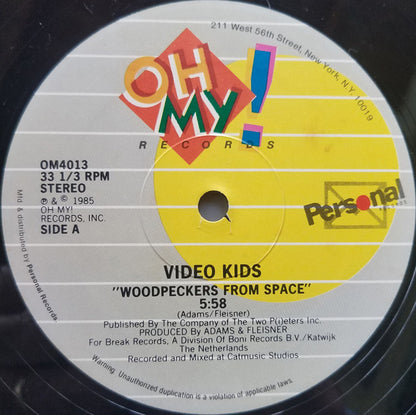 211 West 56th Street, New York, N.Y. 10019
OH
MY!
RECORDS
OM4013
33 1/3 RPM
STEREO
℗ & © 1985
OH MY!
RECORDS, INC.
SIDE A
Personal
RECORDS
Mfd & distributed by Personal Records
VIDEO KIDS
"WOODPECKERS FROM SPACE"
5:58
(Adams/Fleisner)
Published By The Company of The Two P(i)eters Inc.
PRODUCED BY ADAMS & FLEISNER
For Break Records, A Division Of Boni Records B.V./Katwijk
The Netherlands
Recorded and Mixed at Catmusic Studios
Warning. Unauthorized duplication is a violation of applicable laws.